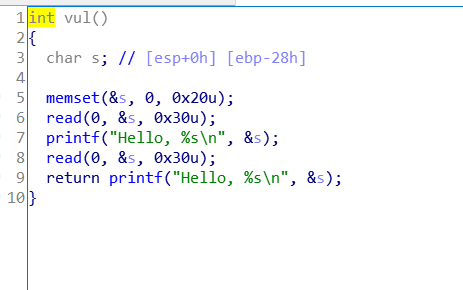 1 int vul()
2 {
3   char s; // [esp+0h] [ebp-28h]
4
5   memset(&s, 0, 0x20u);
6   read(0, &s, 0x30u);
7   printf("Hello, %s\n", &s);
8   read(0, &s, 0x30u);
9   return printf("Hello, %s\n", &s);
10 }